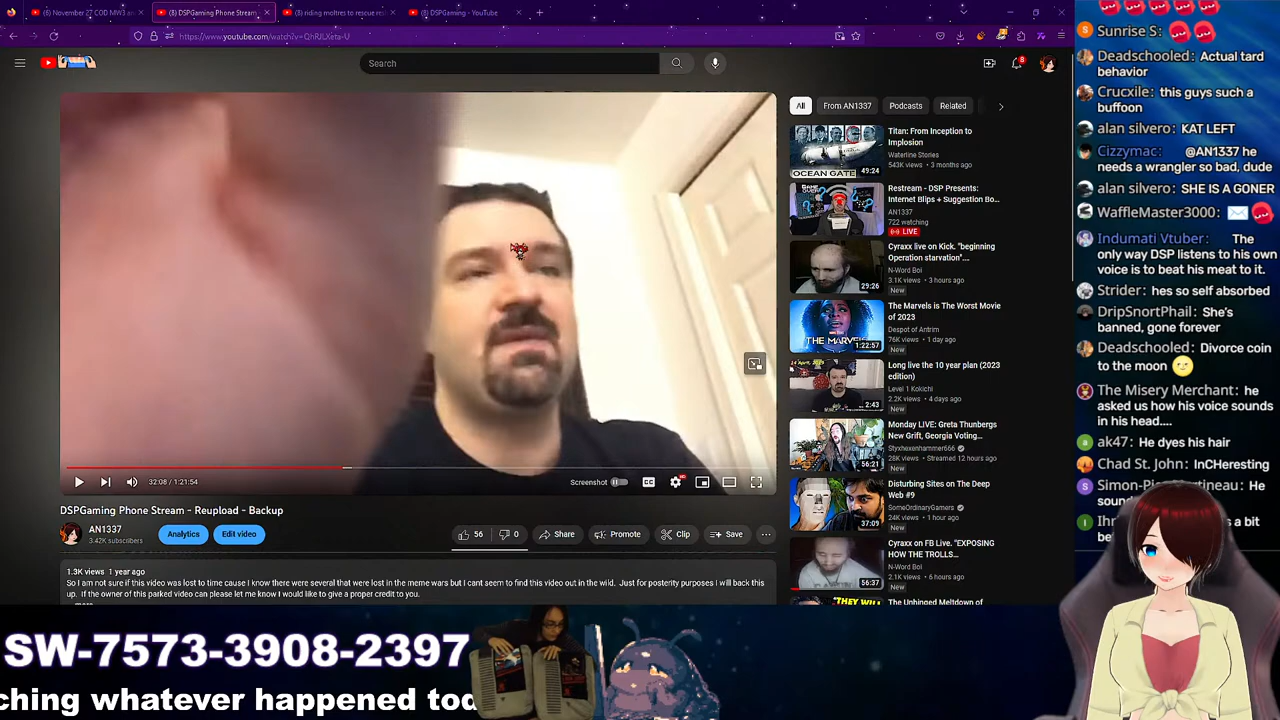 (8) November 27 COD MW3 an
(8) DSPGaming Phone Stream
(8) riding moltres to rescue res
(8) DSPGaming - YouTube
https://www.youtube.com/watch?v=QhRJLXeta-U
Search
8
All
From AN1337
Podcasts
Related
Titan: From Inception to
Implosion
Waterline Stories
543K views • 3 months ago
OCEAN GATE
49:24
Restream - DSP Presents:
Internet Blips + Suggestion Bo...
AN1337
722 watching
LIVE
Cyraxx live on Kick. "beginning
Operation starvation"....
N-Word Boi
3.1K views • 3 hours ago
New
29:26
The Marvels is The Worst Movie
of 2023
Despot of Antrim
76K views • 1 day ago
New
THE MARVELS
1:22:57
Long live the 10 year plan (2023
edition)
Level 1 Kokichi
2.2K views • 4 days ago
New
2:43
Monday LIVE: Greta Thunbergs
New Grift, Georgia Voting...
Styxhexenhammer666
28K views • Streamed 12 hours ago
New
56:21
Disturbing Sites on The Deep
Web #9
SomeOrdinaryGamers
24K views • 1 hour ago
New
37:09
Cyraxx on FB Live. "EXPOSING
HOW THE TROLLS...
N-Word Boi
2.1K views • 6 hours ago
New
56:37
The Unhinged Meltdown of
THEY WILL
32:08 / 1:21:54
Screenshot
CC
DSPGaming Phone Stream - Reupload - Backup
AN1337
3.42K subscribers
Analytics
Edit video
56
0
Share
Promote
Clip
Save
1.3K views 1 year ago
So I am not sure if this video was lost to time cause I know there were several that were lost in the meme wars but I cant seem to find this video out in the wild. Just for posterity purposes I will back this
up. If the owner of this parked video can please let me know I would like to give a proper credit to you.
SW-7573-3908-2397
ching whatever happened tod
Sunrise S:
Deadschooled: Actual tard
behavior
Crucxile: this guys such a
buffoon
alan silvero: KAT LEFT
Cizzymac: @AN1337 he
needs a wrangler so bad, dude
alan silvero: SHE IS A GONER
WaffleMaster3000:
Indumati Vtuber: The
only way DSP listens to his own
voice is to beat his meat to it.
Strider: hes so self absorbed
DripSnortPhail: She's
banned, gone forever
Deadschooled: Divorce coin
to the moon
The Misery Merchant: he
asked us how his voice sounds
in his head....
ak47: He dyes his hair
Chad St. John: InCHeresting